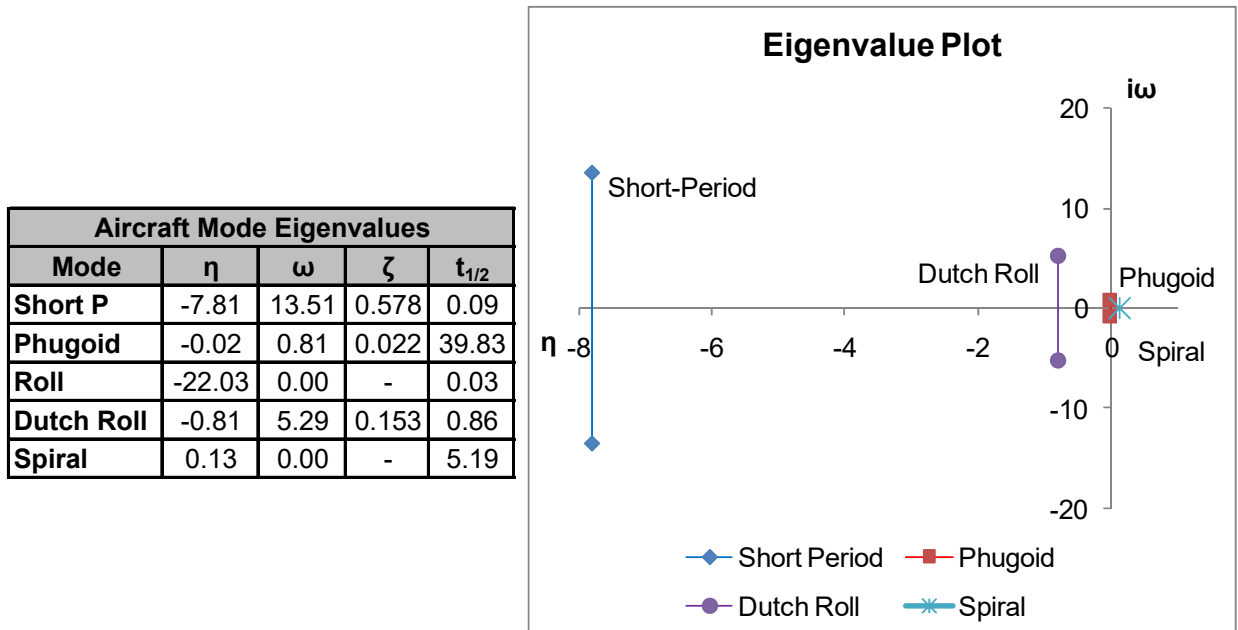 Aircraft Mode Eigenvalues
Mode η ω ζ t1/2
Short P -7.81 13.51 0.578 0.09
Phugoid -0.02 0.81 0.022 39.83
Roll -22.03 0.00 - 0.03
Dutch Roll -0.81 5.29 0.153 0.86
Spiral 0.13 0.00 - 5.19
Eigenvalue Plot
iω
20
Short-Period
10
Dutch Roll
Phugoid
0
η -8 -6 -4 -2 0
Spiral
-10
-20
Short Period Phugoid
Dutch Roll Spiral